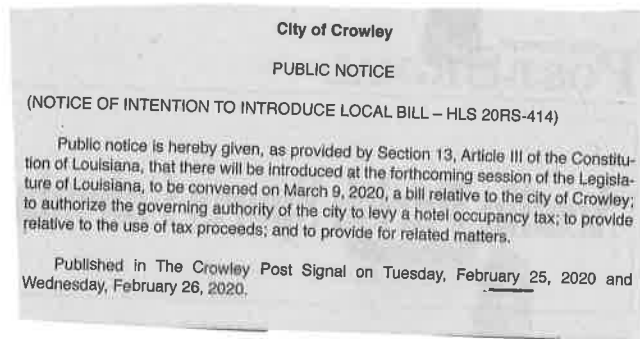 City of Crowley
PUBLIC NOTICE
(NOTICE OF INTENTION TO INTRODUCE LOCAL BILL – HLS 20RS-414)
Public notice is hereby given, as provided by Section 13, Article III of the Constitu-
tion of Louisiana, that there will be introduced at the forthcoming session of the Legisla-
ture of Louisiana, to be convened on March 9, 2020, a bill relative to the city of Crowley;
to authorize the governing authority of the city to levy a hotel occupancy tax; to provide
relative to the use of tax proceeds; and to provide for related matters.
Published in The Crowley Post Signal on Tuesday, February 25, 2020 and
Wednesday, February 26, 2020.